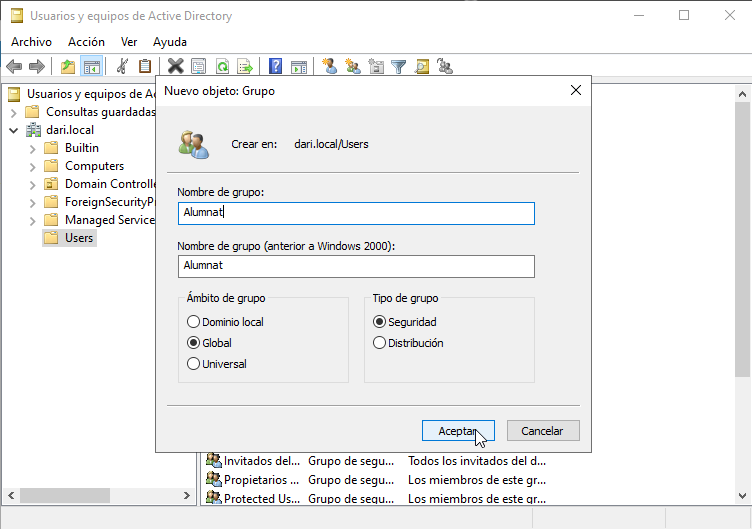 Usuarios y equipos de Active Directory
Archivo Acción Ver Ayuda
Usuarios y equipos de Ac
Consultas guardadas
dari.local
Builtin
Computers
Domain Controlle
ForeignSecurityPr
Managed Service
Users
Nuevo objeto: Grupo
Crear en: dari.local/Users
Nombre de grupo:
Alumnat
Nombre de grupo (anterior a Windows 2000):
Alumnat
Ámbito de grupo
Dominio local
Global
Universal
Tipo de grupo
Seguridad
Distribución
Aceptar Cancelar
Invitados del... Grupo de segu... Todos los invitados del d...
Propietarios ... Grupo de segu... Los miembros de este gr...
Protected Us... Grupo de segu... Los miembros de este gr...